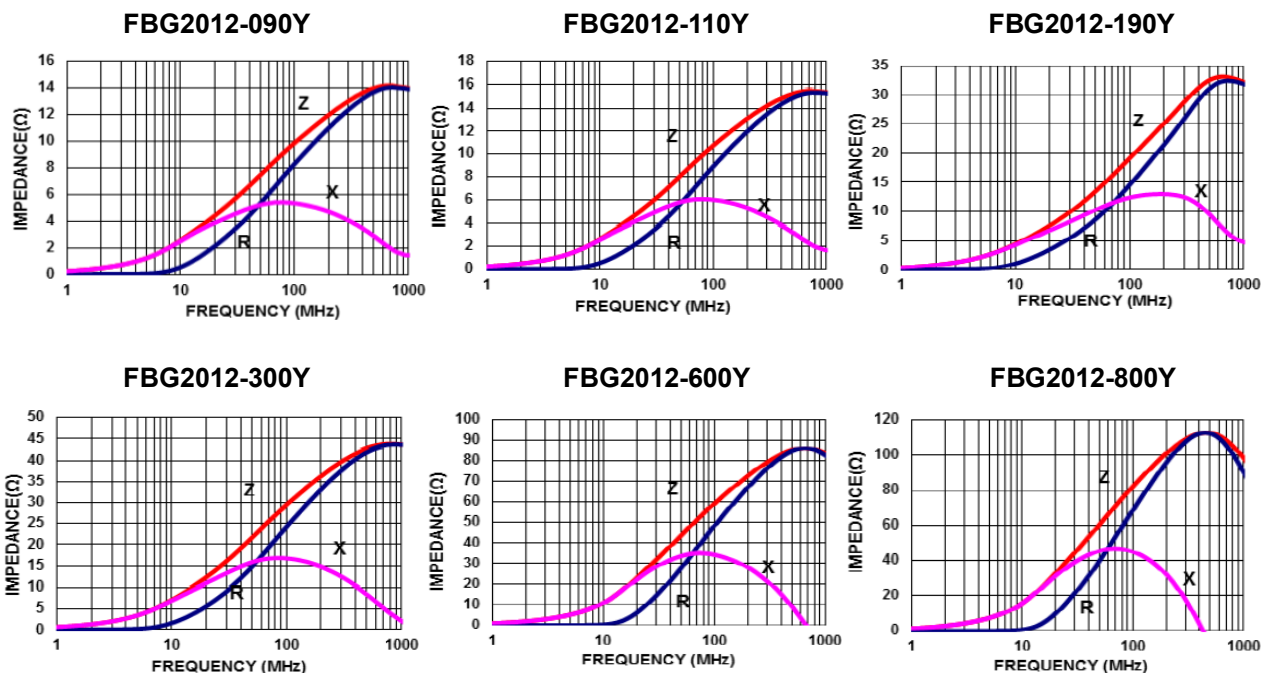 FBG2012-090Y
FBG2012-110Y
FBG2012-190Y
IMPEDANCE(Ω)
16
14
12
10
8
6
4
2
0
Z
X
R
1
10
100
1000
FREQUENCY (MHz)
IMPEDANCE(Ω)
18
16
14
12
10
8
6
4
2
0
Z
X
R
1
10
100
1000
FREQUENCY (MHz)
IMPEDANCE(Ω)
35
30
25
20
15
10
5
0
Z
X
R
1
10
100
1000
FREQUENCY (MHz)
FBG2012-300Y
FBG2012-600Y
FBG2012-800Y
IMPEDANCE(Ω)
50
45
40
35
30
25
20
15
10
5
0
Z
X
R
1
10
100
1000
FREQUENCY (MHz)
IMPEDANCE(Ω)
100
90
80
70
60
50
40
30
20
10
0
Z
X
R
1
10
100
1000
FREQUENCY (MHz)
IMPEDANCE(Ω)
120
100
80
60
40
20
0
Z
X
R
1
10
100
1000
FREQUENCY (MHz)